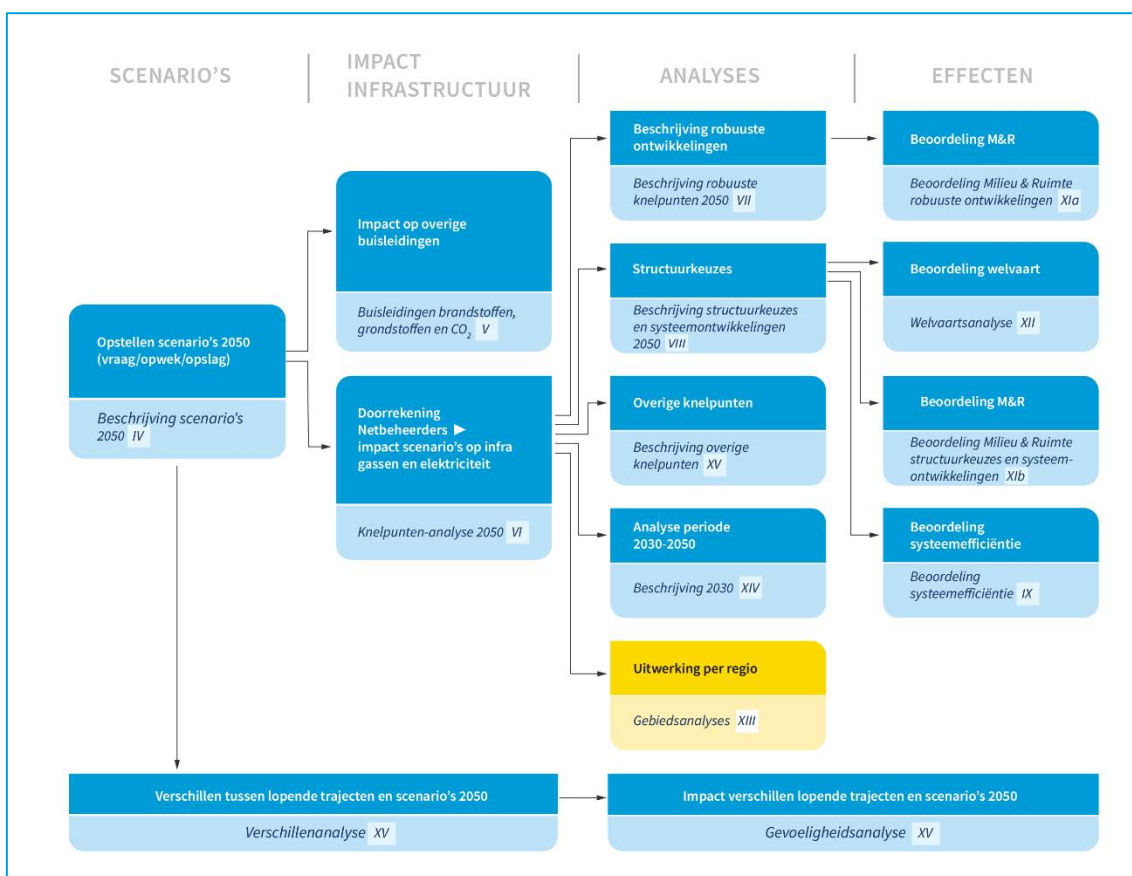 SCENARIO'S
IMPACT
INFRASTRUCTUUR
ANALYSES
EFFECTEN
Opstellen scenario's 2050
(vraag/opwek/opslag)
Beschrijving scenario's
2050 IV
Impact op overige
buisleidingen
Buisleidingen brandstoffen,
grondstoffen en CO₂ V
Doorrekening
Netbeheerders ▶
impact scenario's op infra
gassen en elektriciteit
Knelpunten-analyse 2050 VI
Beschrijving robuuste
ontwikkelingen
Beschrijving robuuste
knelpunten 2050 VII
Structuurkeuzes
Beschrijving structuurkeuzes
en systeemontwikkelingen
2050 VIII
Overige knelpunten
Beschrijving overige
knelpunten XV
Analyse periode
2030-2050
Beschrijving 2030 XIV
Uitwerking per regio
Gebiedsanalyses XIII
Beoordeling M&R
Beoordeling Milieu & Ruimte
robuuste ontwikkelingen XIa
Beoordeling welvaart
Welvaartsanalyse XII
Beoordeling M&R
Beoordeling Milieu & Ruimte
structuurkeuzes en systeem-
ontwikkelingen XIb
Beoordeling
systeemefficiëntie
Beoordeling
systeemefficiëntie IX
Verschillen tussen lopende trajecten en scenario's 2050
Verschillenanalyse XV
Impact verschillen lopende trajecten en scenario's 2050
Gevoeligheidsanalyse XV